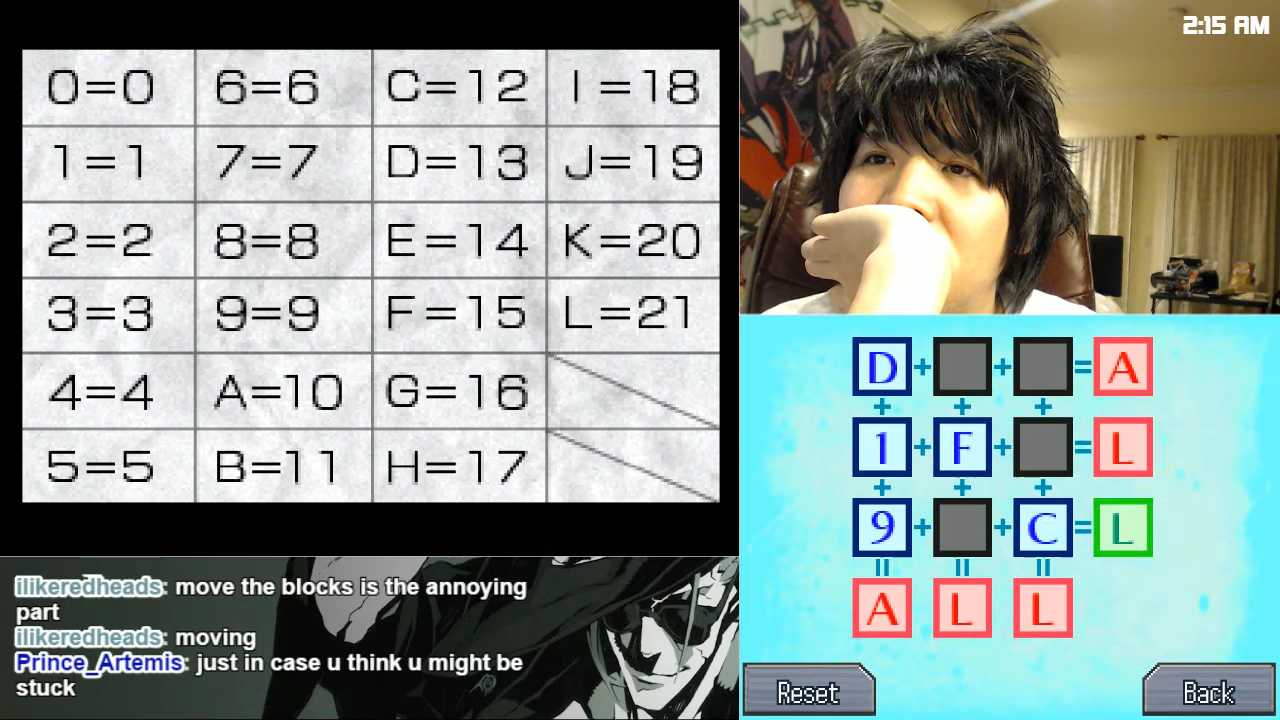 2:15 AM
0=0 6=6 C=12 I=18
1=1 7=7 D=13 J=19
2=2 8=8 E=14 K=20
3=3 9=9 F=15 L=21
4=4 A=10 G=16
5=5 B=11 H=17
D + + = A
+ + +
1 + F + = L
+ + +
9 + + C = L
= = =
A L L
Reset Back
ilikeredheads: move the blocks is the annoying
part
ilikeredheads: moving
Prince_Artemis: just in case u think u might be
stuck